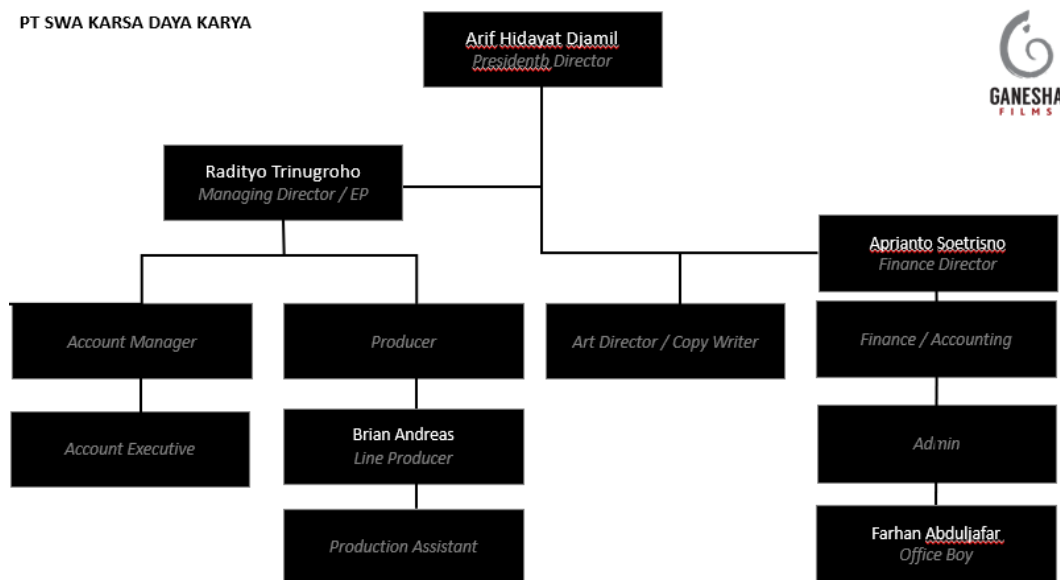 PT SWA KARSA DAYA KARYA
Arif Hidayat Djamil
Presidentb Director
GANESHA
FILMS
Radityo Trinugroho
Managing Director / EP
Aprianto Soetrisno
Finance Director
Account Manager
Producer
Art Director / Copy Writer
Finance / Accounting
Account Executive
Brian Andreas
Line Producer
Admin
Production Assistant
Farhan Abduljafar
Office Boy